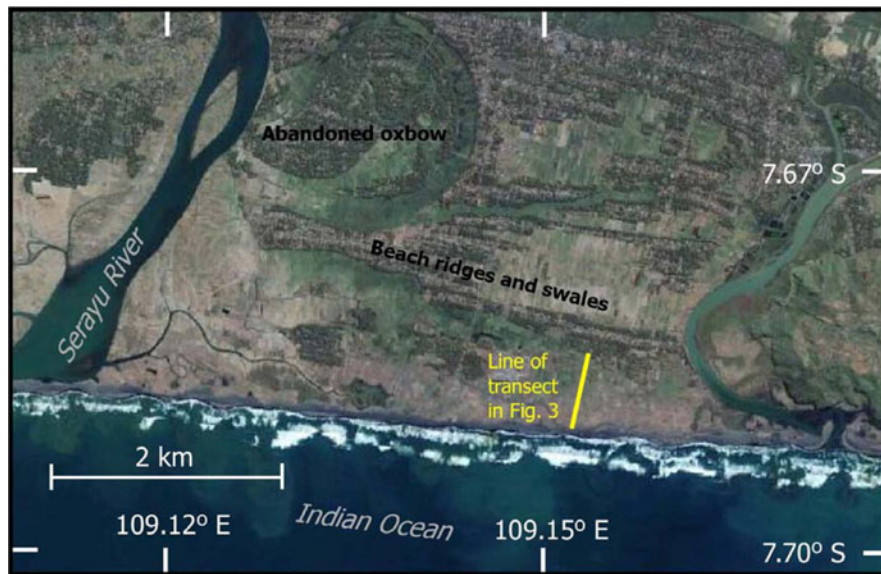 Abandoned oxbow
7.67° S
Serayu River
Beach ridges and swales
Line of
transect
in Fig. 3
2 km
Indian Ocean
109.12° E
109.15° E
7.70° S